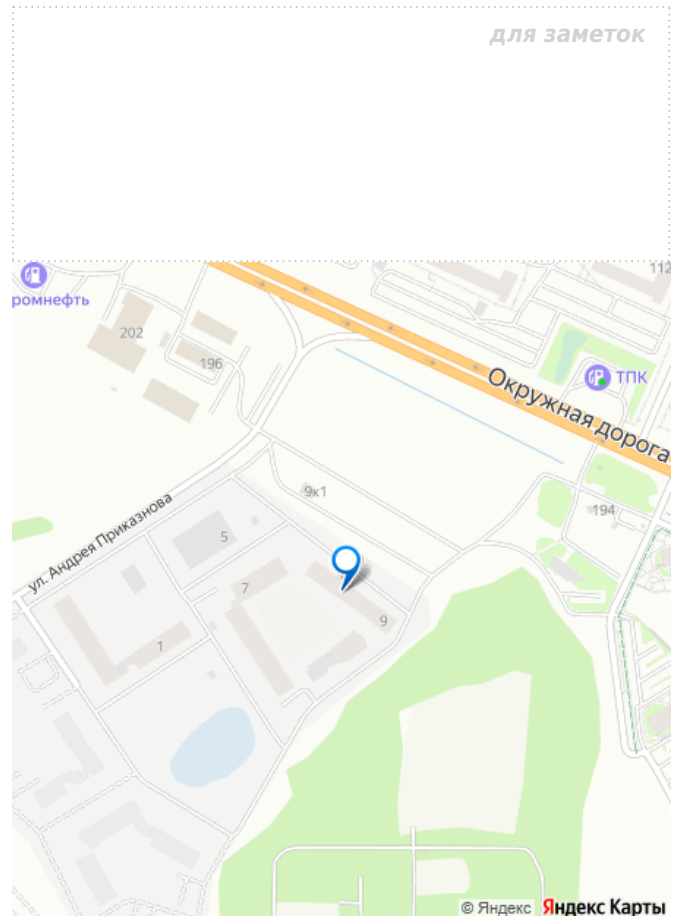 для заметок
112
ромнефть
202
196
ТПК
Окружная дорога
9к1
194
ул. Андрея Приказнова
5
7
9
1
© Яндекс Яндекс Карты